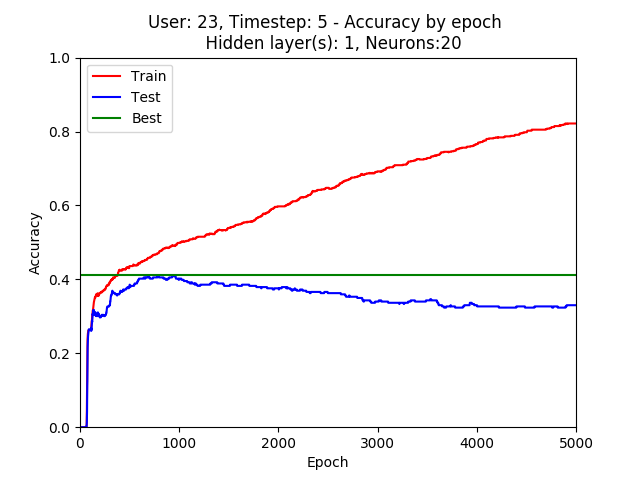 User: 23, Timestep: 5 - Accuracy by epoch
Hidden layer(s): 1, Neurons:20
1.0
Train
Test
Best
0.8
0.6
Accuracy
0.4
0.2
0.0
0 1000 2000 3000 4000 5000
Epoch